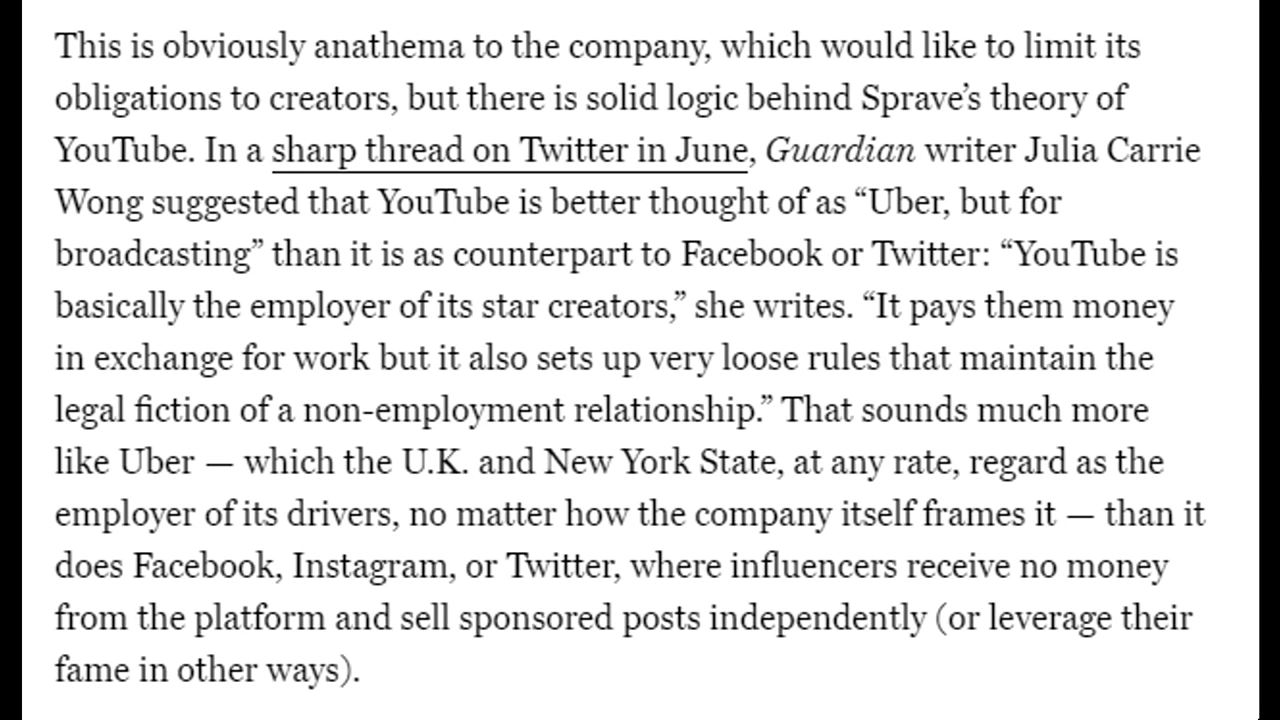 This is obviously anathema to the company, which would like to limit its
obligations to creators, but there is solid logic behind Sprave’s theory of
YouTube. In a sharp thread on Twitter in June, Guardian writer Julia Carrie
Wong suggested that YouTube is better thought of as “Uber, but for
broadcasting” than it is as counterpart to Facebook or Twitter: “YouTube is
basically the employer of its star creators,” she writes. “It pays them money
in exchange for work but it also sets up very loose rules that maintain the
legal fiction of a non-employment relationship.” That sounds much more
like Uber — which the U.K. and New York State, at any rate, regard as the
employer of its drivers, no matter how the company itself frames it — than it
does Facebook, Instagram, or Twitter, where influencers receive no money
from the platform and sell sponsored posts independently (or leverage their
fame in other ways).